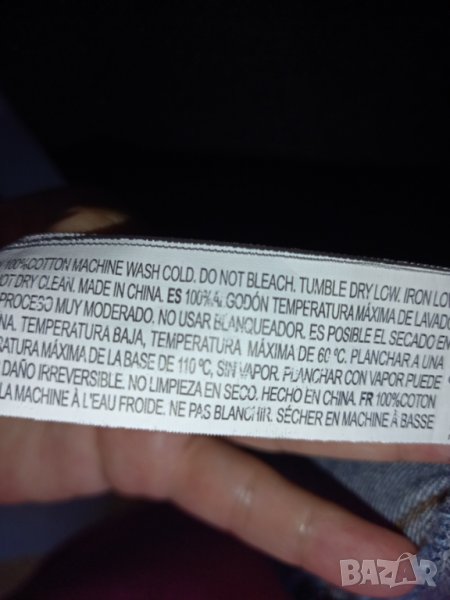 100%COTTON MACHINE WASH COLD. DO NOT BLEACH. TUMBLE DRY LOW. IRON LOW
NOT DRY CLEAN. MADE IN CHINA. ES 100%ALGODÓN TEMPERATURA MÁXIMA DE LAVADO
PROCESO MUY MODERADO. NO USAR BLANQUEADOR. ES POSIBLE EL SECADO EN
NA. TEMPERATURA BAJA, TEMPERATURA MÁXIMA DE 60 ºC. PLANCHAR A UNA
RATURA MÁXIMA DE LA BASE DE 110 ºC, SIN VAPOR. PLANCHAR CON VAPOR PUEDE
DAÑO IRREVERSIBLE. NO LIMPIEZA EN SECO. HECHO EN CHINA. FR 100%COTON
LA MACHINE À L'EAU FROIDE. NE PAS BLANCHIR. SÉCHER EN MACHINE À BASSE
BAZAR